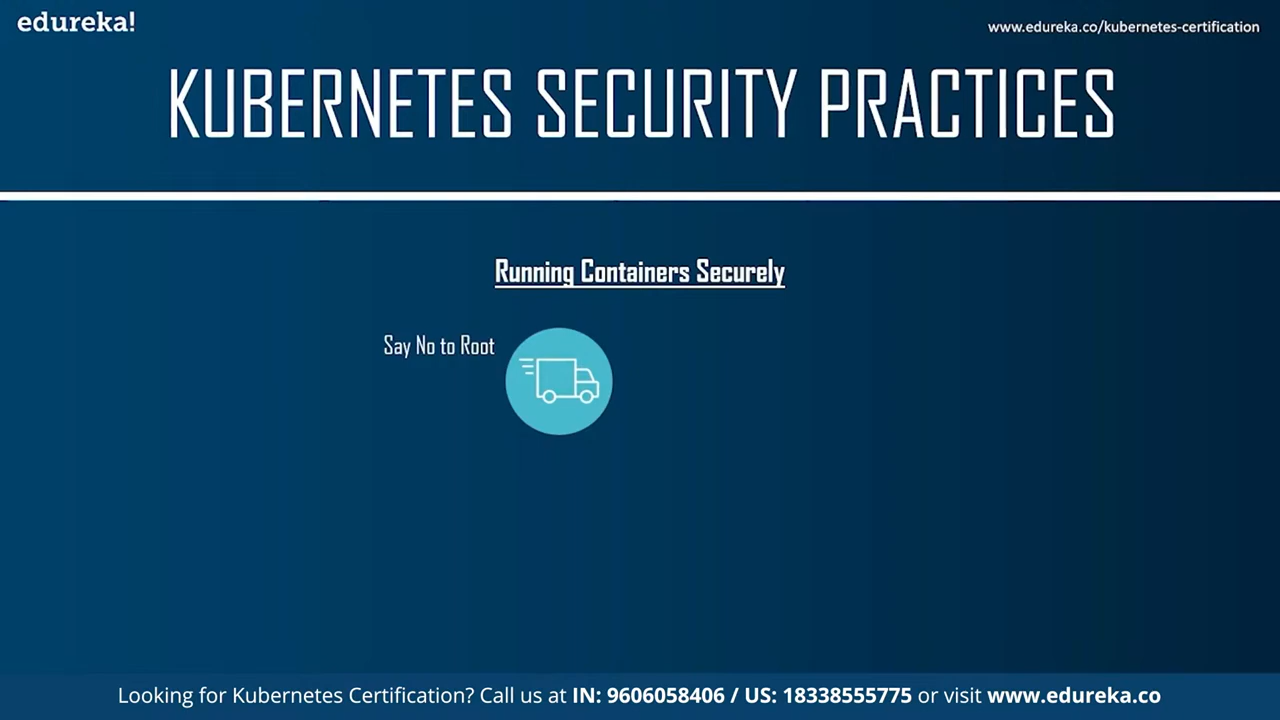 edureka!
www.edureka.co/kubernetes-certification
KUBERNETES SECURITY PRACTICES
Running Containers Securely
Say No to Root
Looking for Kubernetes Certification? Call us at IN: 9606058406 / US: 18338555775 or visit www.edureka.co